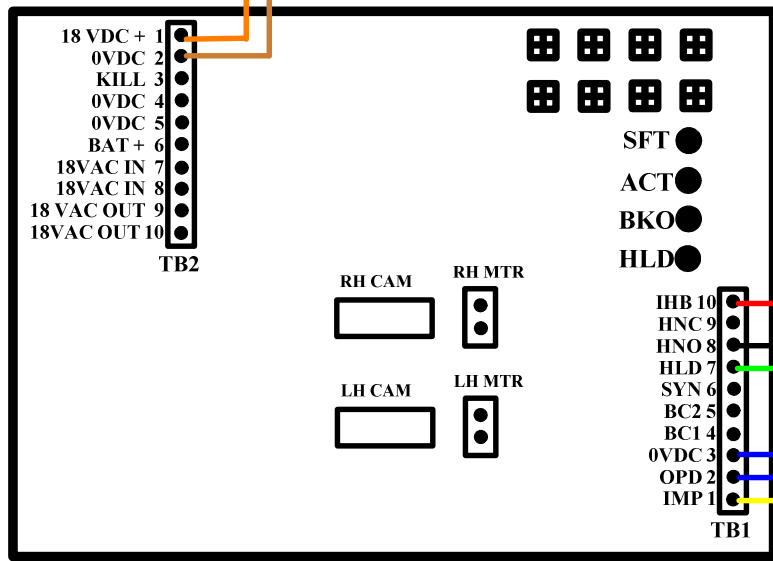 18 VDC + 1
0VDC 2
KILL 3
0VDC 4
0VDC 5
BAT + 6
18VAC IN 7
18VAC IN 8
18 VAC OUT 9
18VAC OUT 10
TB2
SFT
ACT
BKO
HLD
RH CAM
RH MTR
LH CAM
LH MTR
IHB 10
HNC 9
HNO 8
HLD 7
SYN 6
BC2 5
BC1 4
0VDC 3
OPD 2
IMP 1
TB1